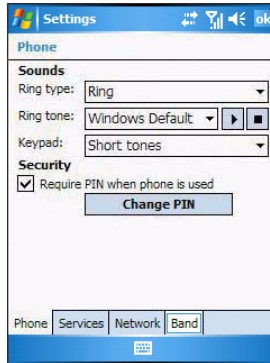 Settings ok
Phone
Sounds
Ring type: Ring
Ring tone: Windows Default
Keypad: Short tones
Security
Require PIN when phone is used
Change PIN
Phone Services Network Band